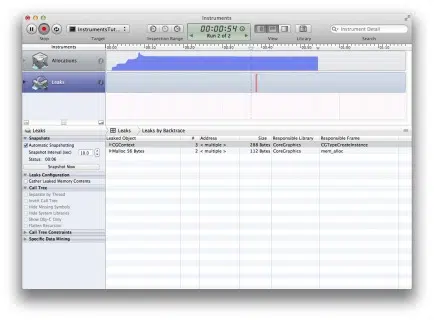 Instruments
InstrumentsTut...
00:00:54
Run 2 of 2
Instrument Detail
Stop
Target
Inspection Range
View
Library
Search
Instruments
Allocations
Leaks
Leaks
Leaks
Leaks by Backtrace
Snapshots
Automatic Snapshotting
Snapshot Interval (sec) 10.0
Status: 00:06
Snapshot Now
Leaks Configuration
Gather Leaked Memory Contents
Call Tree
Separate by Thread
Invert Call Tree
Hide Missing Symbols
Hide System Libraries
Show Obj-C Only
Flatten Recursion
Call Tree Constraints
Specific Data Mining
Leaked Object # Address Size Responsible Library Responsible Frame
CGContext 3 < multiple > 288 Bytes CoreGraphics CGTypeCreateInstance
Malloc 56 Bytes 2 < multiple > 112 Bytes CoreGraphics mem_alloc